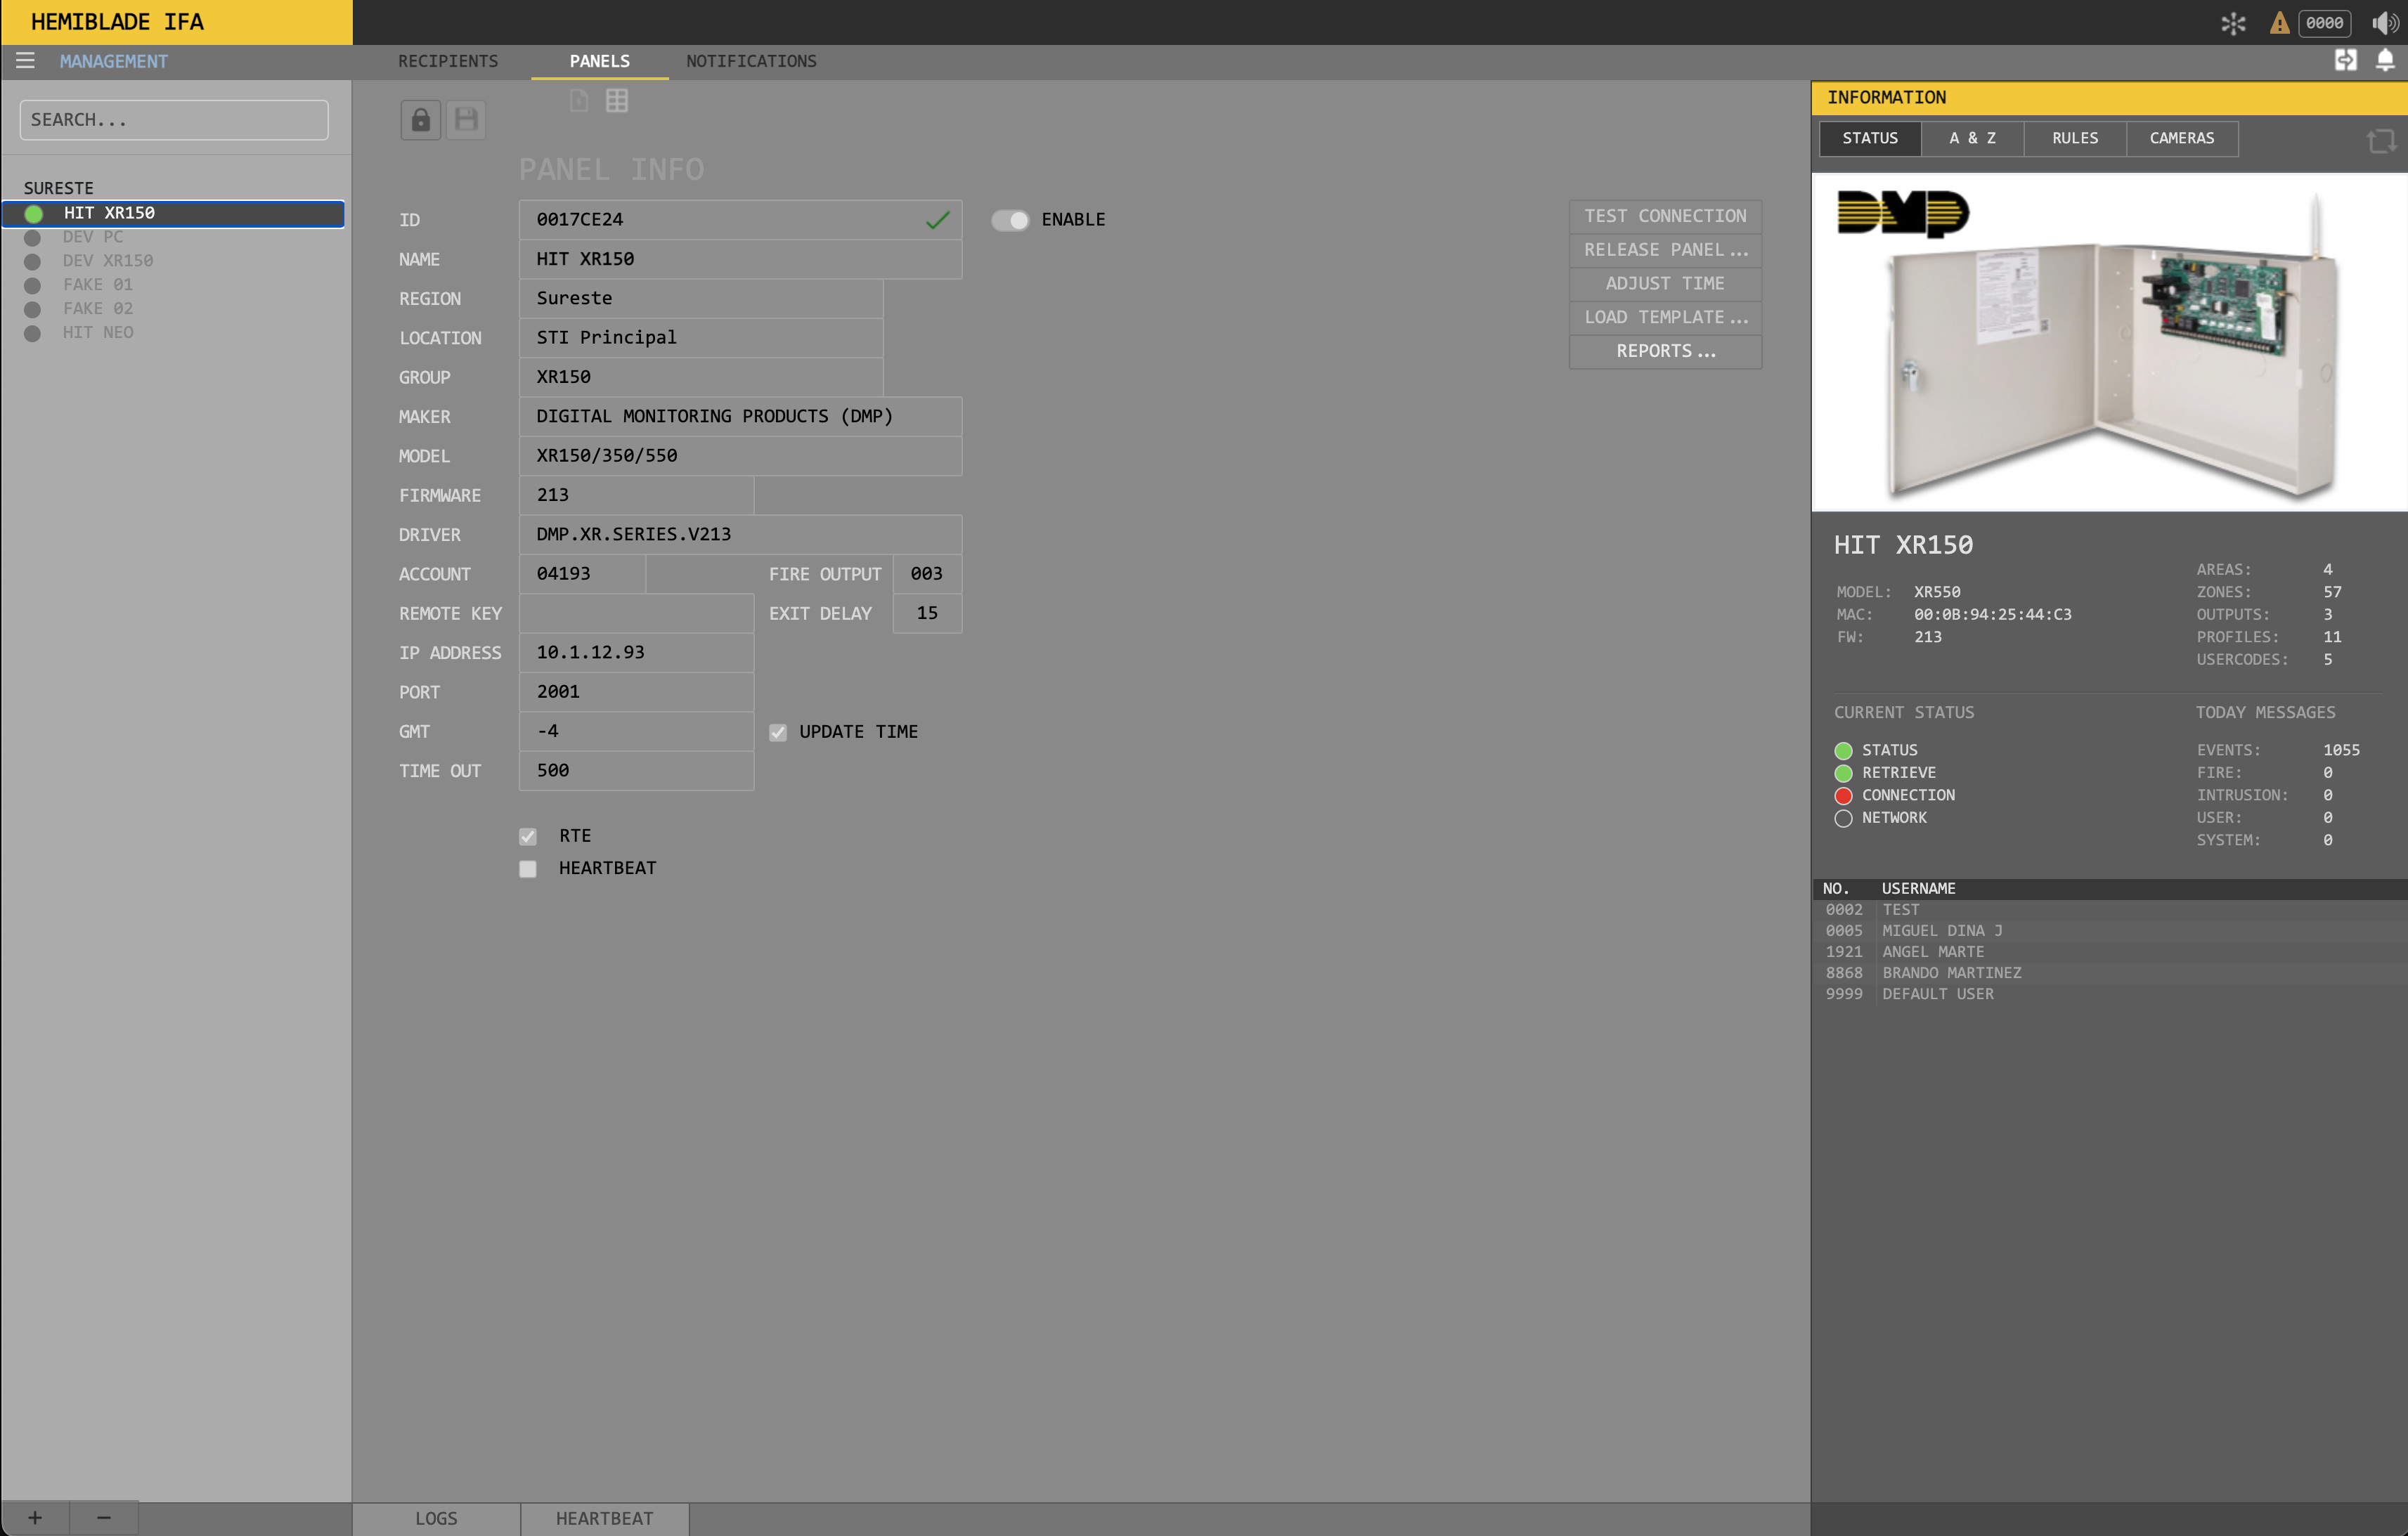 HEMIBLADE IFA
0000
MANAGEMENT
RECIPIENTS
PANELS
NOTIFICATIONS
SEARCH...
SURESTE
HIT XR150
DEV PC
DEV XR150
FAKE 01
FAKE 02
HIT NEO
PANEL INFO
ID 0017CE24 ENABLE
NAME HIT XR150
REGION Sureste
LOCATION STI Principal
GROUP XR150
MAKER DIGITAL MONITORING PRODUCTS (DMP)
MODEL XR150/350/550
FIRMWARE 213
DRIVER DMP.XR.SERIES.V213
ACCOUNT 04193 FIRE OUTPUT 003
REMOTE KEY EXIT DELAY 15
IP ADDRESS 10.1.12.93
PORT 2001
GMT -4 UPDATE TIME
TIME OUT 500
RTE
HEARTBEAT
TEST CONNECTION
RELEASE PANEL...
ADJUST TIME
LOAD TEMPLATE...
REPORTS...
INFORMATION
STATUS A & Z RULES CAMERAS
DMP
HIT XR150
MODEL: XR550
MAC: 00:0B:94:25:44:C3
FW: 213
AREAS: 4
ZONES: 57
OUTPUTS: 3
PROFILES: 11
USERCODES: 5
CURRENT STATUS
STATUS
RETRIEVE
CONNECTION
NETWORK
TODAY MESSAGES
EVENTS: 1055
FIRE: 0
INTRUSION: 0
USER: 0
SYSTEM: 0
NO. USERNAME
0002 TEST
0005 MIGUEL DINA J
1921 ANGEL MARTE
8868 BRANDO MARTINEZ
9999 DEFAULT USER
+ −
LOGS
HEARTBEAT